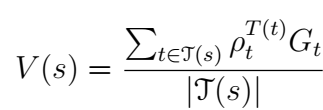 V(s) = \frac{\sum_{t \in \mathcal{T}(s)} \rho_t^{T(t)} G_t}{|\mathcal{T}(s)|}